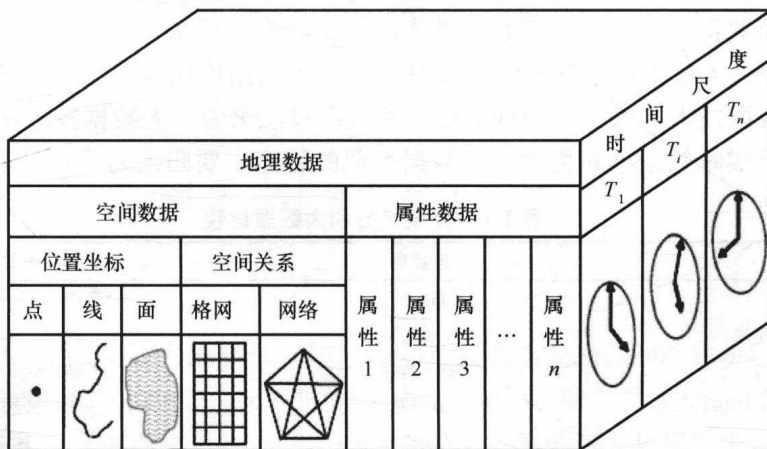 时间尺度
T₁ Tᵢ Tₙ
地理数据
空间数据 属性数据
位置坐标 空间关系
点 线 面 格网 网络
属性1 属性2 属性3 … 属性n